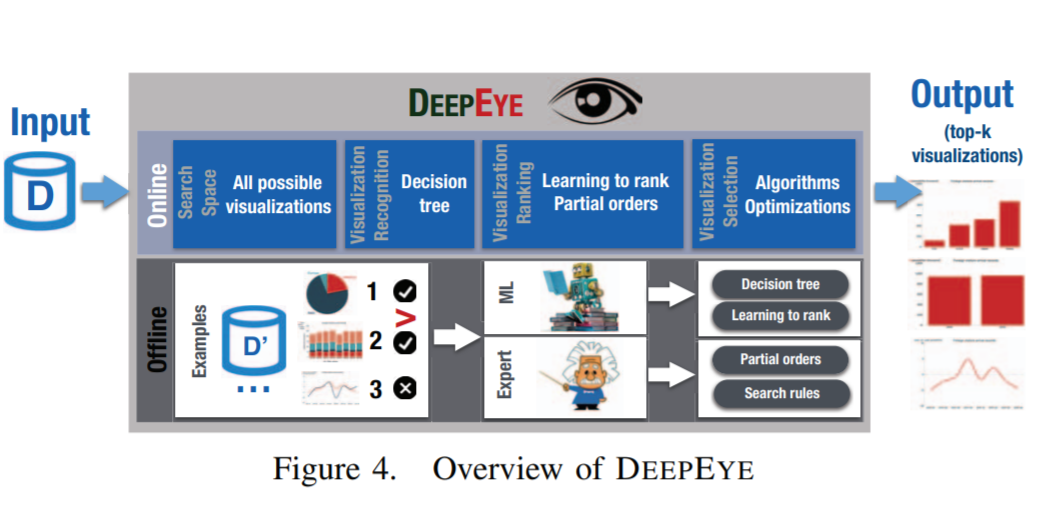 DEEPEYE
Input
D
Output
(top-k
visualizations)
Online
Search
Space
All possible
visualizations
Visualization
Recognition
Decision
tree
Visualization
Ranking
Learning to rank
Partial orders
Visualization
Selection
Algorithms
Optimizations
Offline
Examples
D’
...
1
>
2
3
ML
Expert
Decision tree
Learning to rank
Partial orders
Search rules
Figure 4. Overview of DEEPEYE